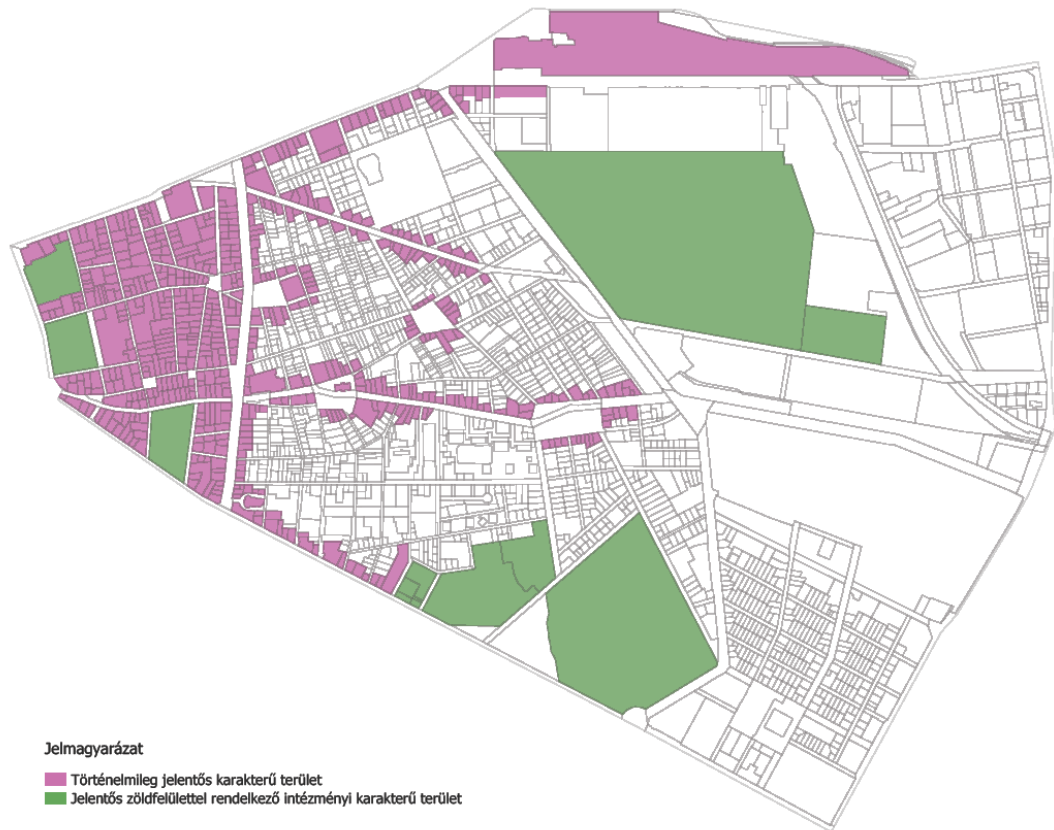 Jelmagyarázat
Történelmileg jelentős karakterű terület
Jelentős zöldfelülettel rendelkező intézményi karakterű terület